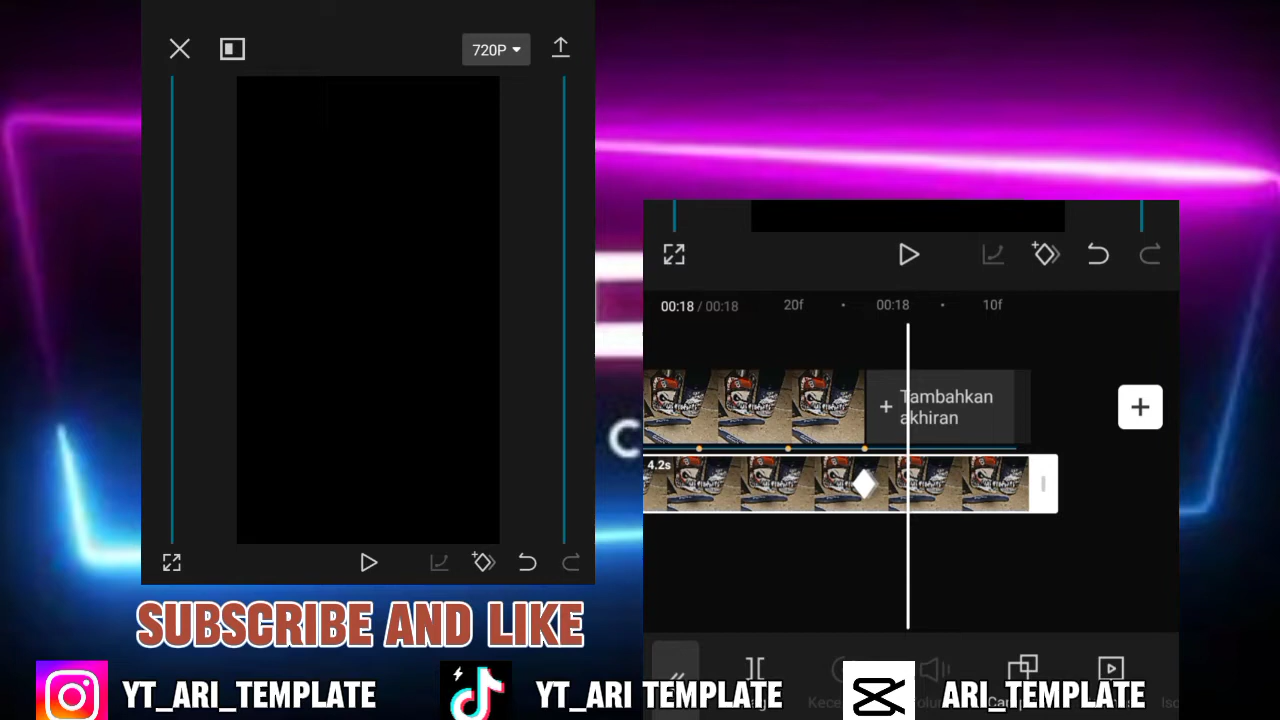 720P
00:18 / 00:18
20f
00:18
10f
+ Tambahkan
akhiran
4.2s
SUBSCRIBE AND LIKE
YT_ARI_TEMPLATE
YT_ARI TEMPLATE
ARI_TEMPLATE